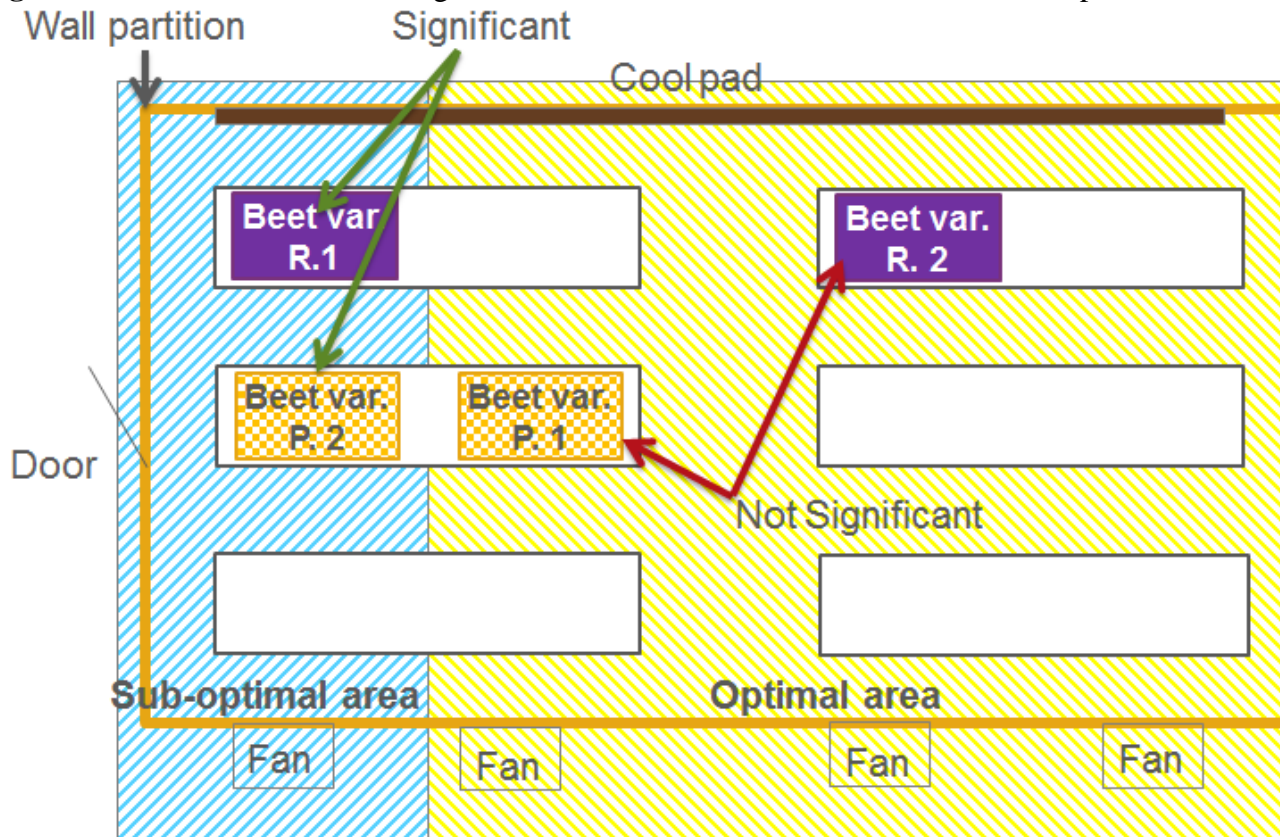 Wall partition
Significant
Cool pad
Beet var
R.1
Beet var.
R. 2
Beet var.
P. 2
Beet var.
P. 1
Door
Not Significant
Sub-optimal area
Optimal area
Fan
Fan
Fan
Fan